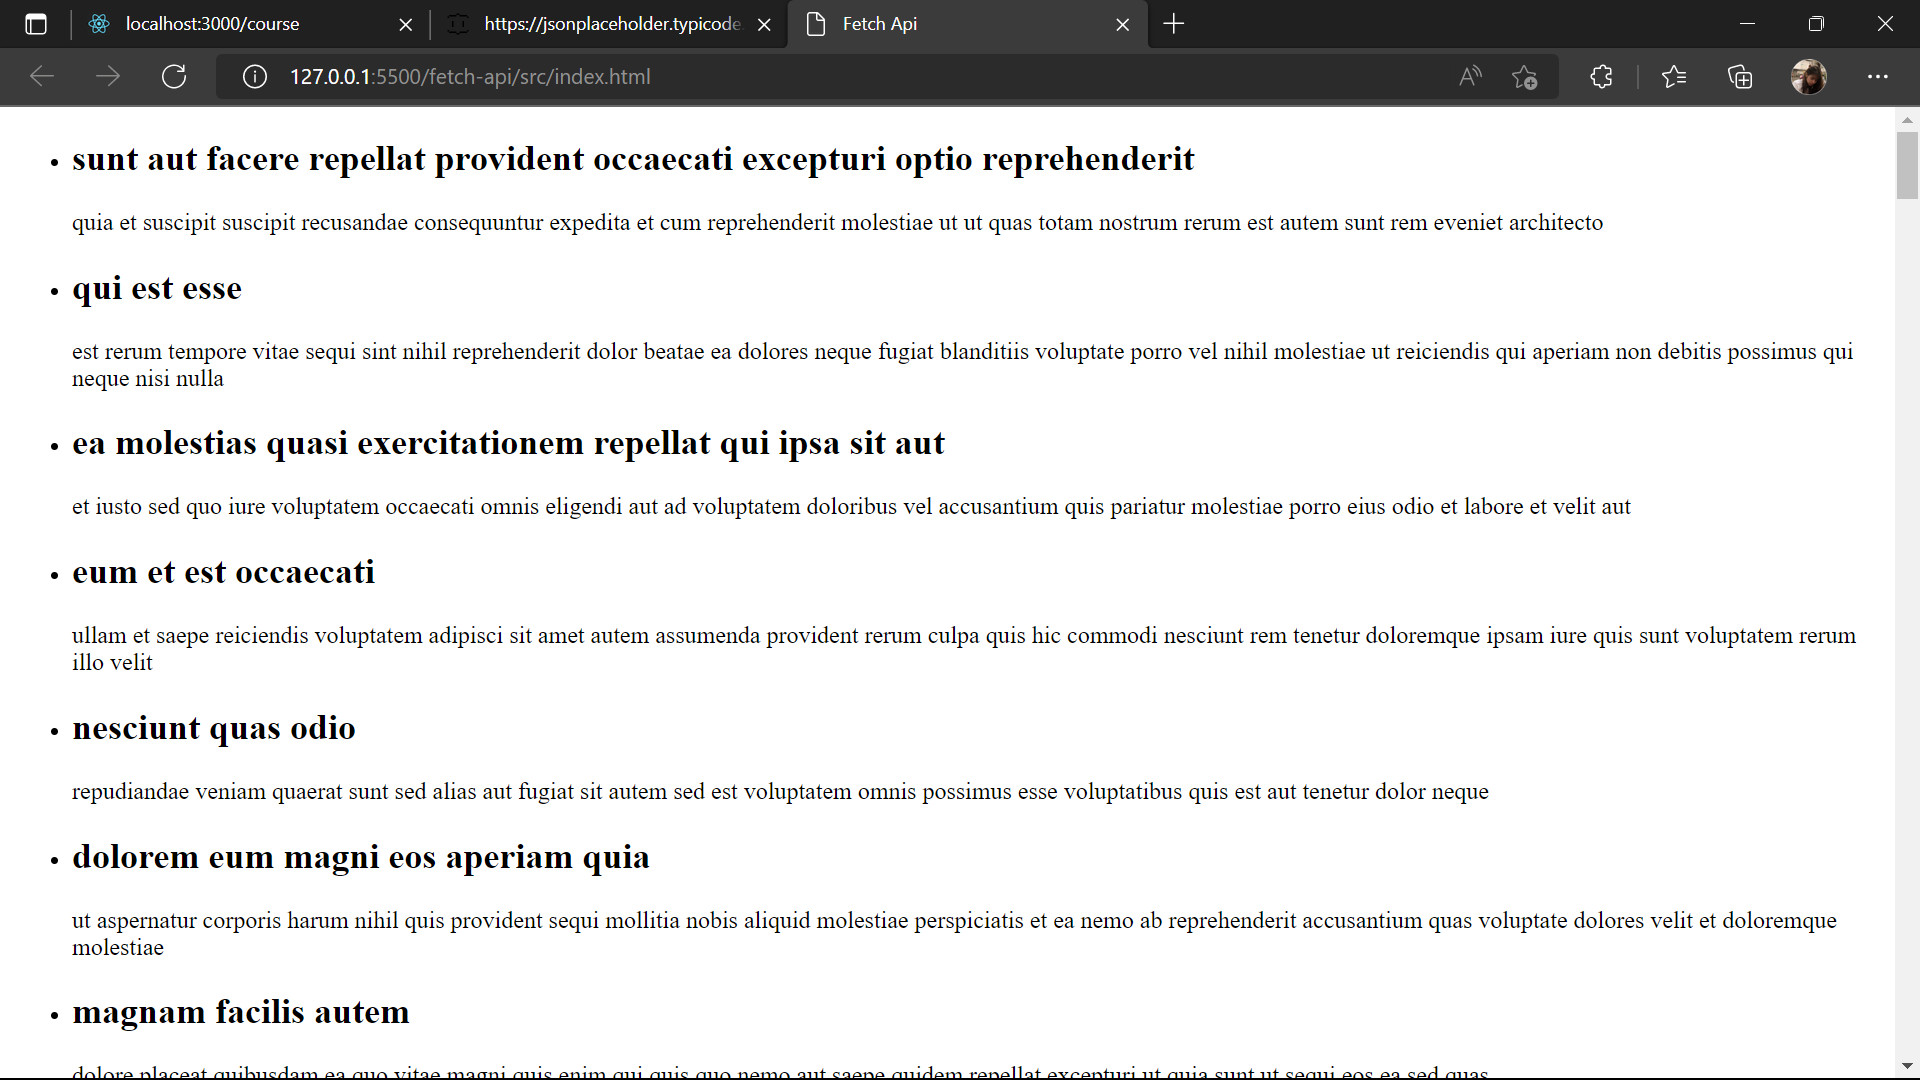 localhost:3000/course
https://jsonplaceholder.typicode.
Fetch Api
127.0.0.1:5500/fetch-api/src/index.html
• sunt aut facere repellat provident occaecati excepturi optio reprehenderit
quia et suscipit suscipit recusandae consequuntur expedita et cum reprehenderit molestiae ut ut quas totam nostrum rerum est autem sunt rem eveniet architecto
• qui est esse
est rerum tempore vitae sequi sint nihil reprehenderit dolor beatae ea dolores neque fugiat blanditiis voluptate porro vel nihil molestiae ut reiciendis qui aperiam non debitis possimus qui
neque nisi nulla
• ea molestias quasi exercitationem repellat qui ipsa sit aut
et iusto sed quo iure voluptatem occaecati omnis eligendi aut ad voluptatem doloribus vel accusantium quis pariatur molestiae porro eius odio et labore et velit aut
• eum et est occaecati
ullam et saepe reiciendis voluptatem adipisci sit amet autem assumenda provident rerum culpa quis hic commodi nesciunt rem tenetur doloremque ipsam iure quis sunt voluptatem rerum
illo velit
• nesciunt quas odio
repudiandae veniam quaerat sunt sed alias aut fugiat sit autem sed est voluptatem omnis possimus esse voluptatibus quis est aut tenetur dolor neque
• dolorem eum magni eos aperiam quia
ut aspernatur corporis harum nihil quis provident sequi mollitia nobis aliquid molestiae perspiciatis et ea nemo ab reprehenderit accusantium quas voluptate dolores velit et doloremque
molestiae
• magnam facilis autem
dolore placeat quibusdam ea quo vitae magni quis enim qui quis quo nemo aut saepe quidem repellat excepturi ut quia sunt ut sequi eos ea sed quas